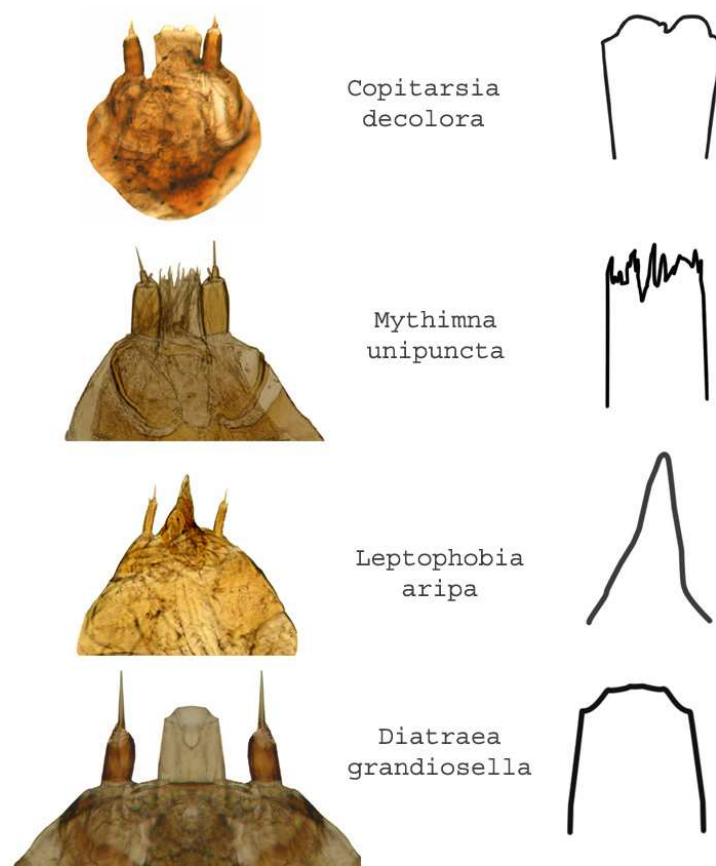 Copitarsia
decolora
Mythimna
unipuncta
Leptophobia
aripa
Diatraea
grandiosella